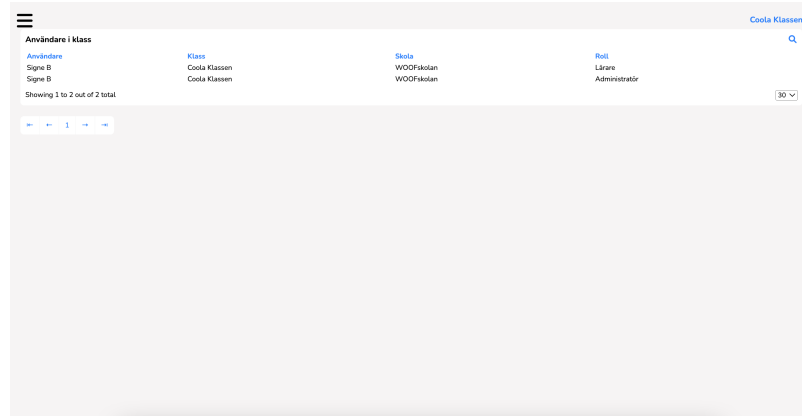 Coola Klassen
Användare i klass
Användare Klass Skola Roll
Signe B Coola Klassen WOOFskolan Lärare
Signe B Coola Klassen WOOFskolan Administratör
Showing 1 to 2 out of 2 total
30
⇤ ← 1 → ⇥